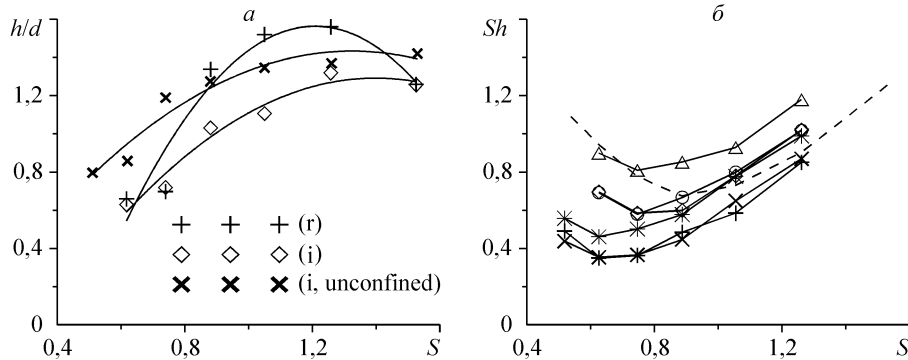 а
h/d
1,2
0,8
0,4
0
0,4
0,8
1,2
S
(r)
(i)
(i, unconfined)
б
Sh
1,2
0,8
0,4
0
0,4
0,8
1,2
S